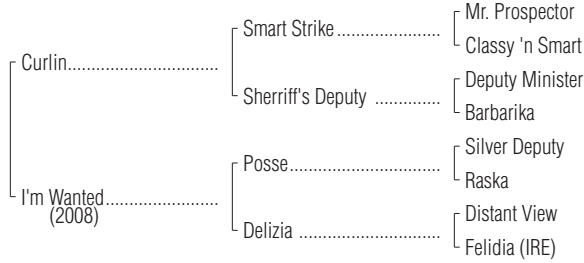 Mr. Prospector
Smart Strike
Classy 'n Smart
Curlin
Deputy Minister
Sherriff's Deputy
Barbarika
Silver Deputy
Posse
Raska
I'm Wanted
(2008)
Distant View
Delizia
Felidia (IRE)